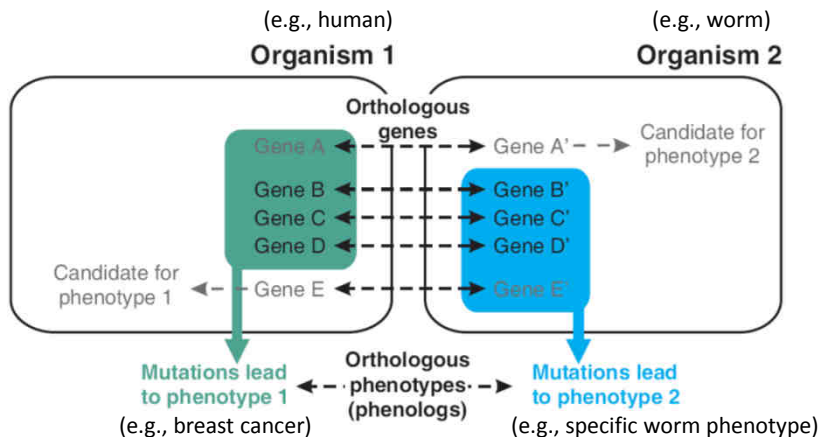 (e.g., human)
(e.g., worm)
Organism 1
Organism 2
Orthologous
genes
Gene A
Gene A'
Candidate for
phenotype 2
Gene B
Gene B'
Gene C
Gene C'
Gene D
Gene D'
Candidate for
phenotype 1
Gene E
Gene E'
Mutations lead
to phenotype 1
Orthologous
phenotypes
(phenologs)
Mutations lead
to phenotype 2
(e.g., breast cancer)
(e.g., specific worm phenotype)